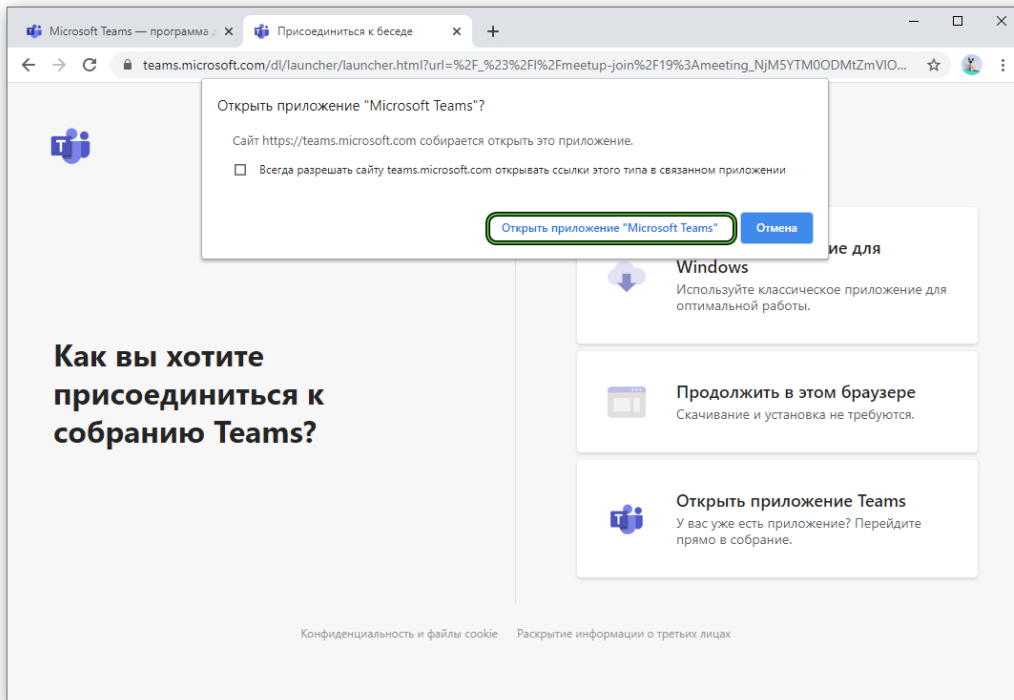 Microsoft Teams — программа
Присоединиться к беседе
teams.microsoft.com/dl/launcher/launcher.html?url=%2F_%23%2Fl%2Fmeetup-join%2F19%3Ameeting_NjM5YTM0ODMtZmVlO...
Открыть приложение "Microsoft Teams"?
Сайт https://teams.microsoft.com собирается открыть это приложение.
Всегда разрешать сайту teams.microsoft.com открывать ссылки этого типа в связанном приложении
Открыть приложение "Microsoft Teams"
Отмена
ие для
Windows
Используйте классическое приложение для
оптимальной работы.
Как вы хотите
присоединиться к
собранию Teams?
Продолжить в этом браузере
Скачивание и установка не требуются.
Открыть приложение Teams
У вас уже есть приложение? Перейдите
прямо в собрание.
Конфиденциальность и файлы cookie
Раскрытие информации о третьих лицах